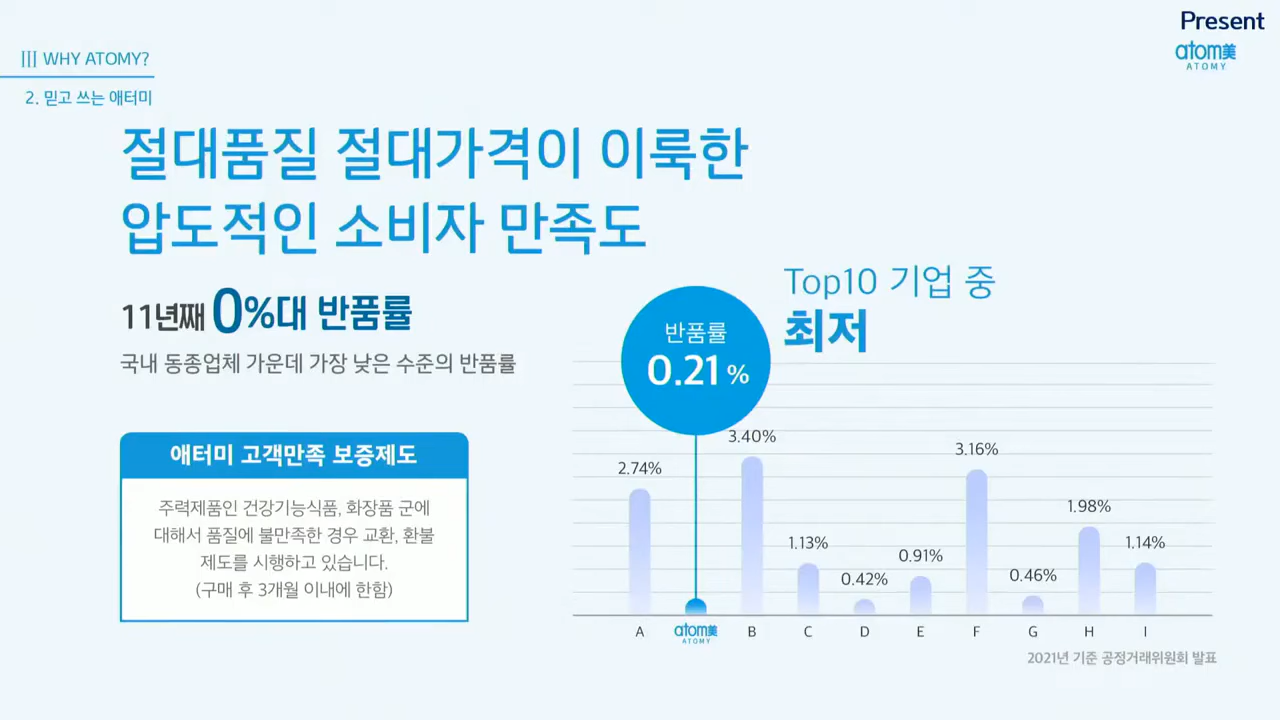 Present
atom美
ATOMY
III WHY ATOMY?
2. 믿고 쓰는 애터미
절대품질 절대가격이 이룩한
압도적인 소비자 만족도
11년째 0%대 반품률
국내 동종업체 가운데 가장 낮은 수준의 반품률
애터미 고객만족 보증제도
주력제품인 건강기능식품, 화장품 군에
대해서 품질에 불만족한 경우 교환, 환불
제도를 시행하고 있습니다.
(구매 후 3개월 이내에 한함)
Top10 기업 중
최저
반품률
0.21 %
2.74%
3.40%
1.13%
0.42%
0.91%
3.16%
0.46%
1.98%
1.14%
A
atom美
ATOMY
B
C
D
E
F
G
H
I
2021년 기준 공정거래위원회 발표